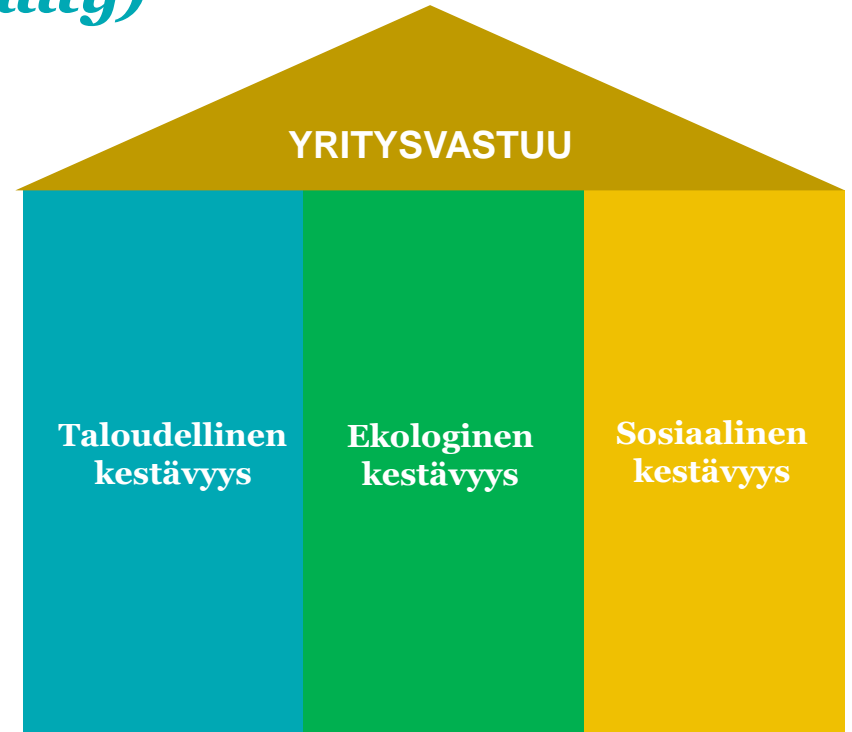 YRITYSVASTUU
Taloudellinen
kestävyys
Ekologinen
kestävyys
Sosiaalinen
kestävyys